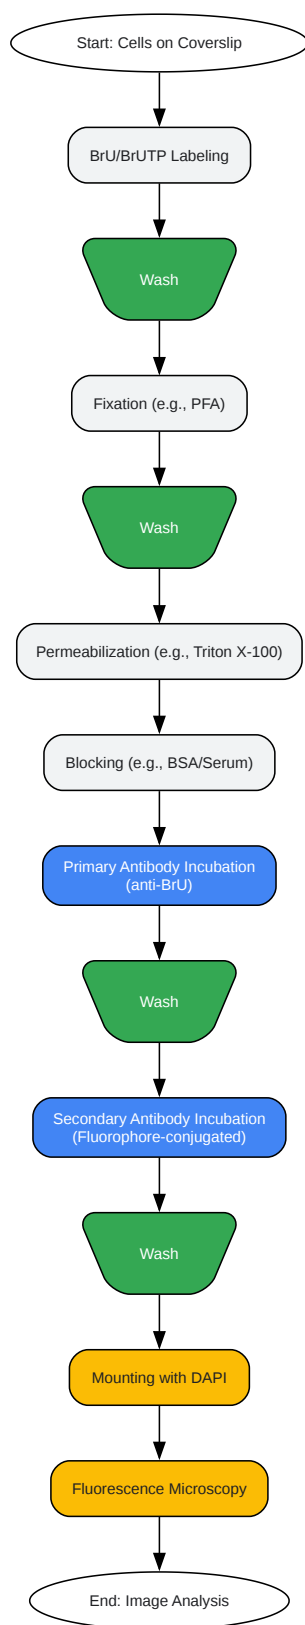 Start: Cells on Coverslip
BrU/BrUTP Labeling
Wash
Fixation (e.g., PFA)
Wash
Permeabilization (e.g., Triton X-100)
Blocking (e.g., BSA/Serum)
Primary Antibody Incubation
(anti-BrU)
Wash
Secondary Antibody Incubation
(Fluorophore-conjugated)
Wash
Mounting with DAPI
Fluorescence Microscopy
End: Image Analysis